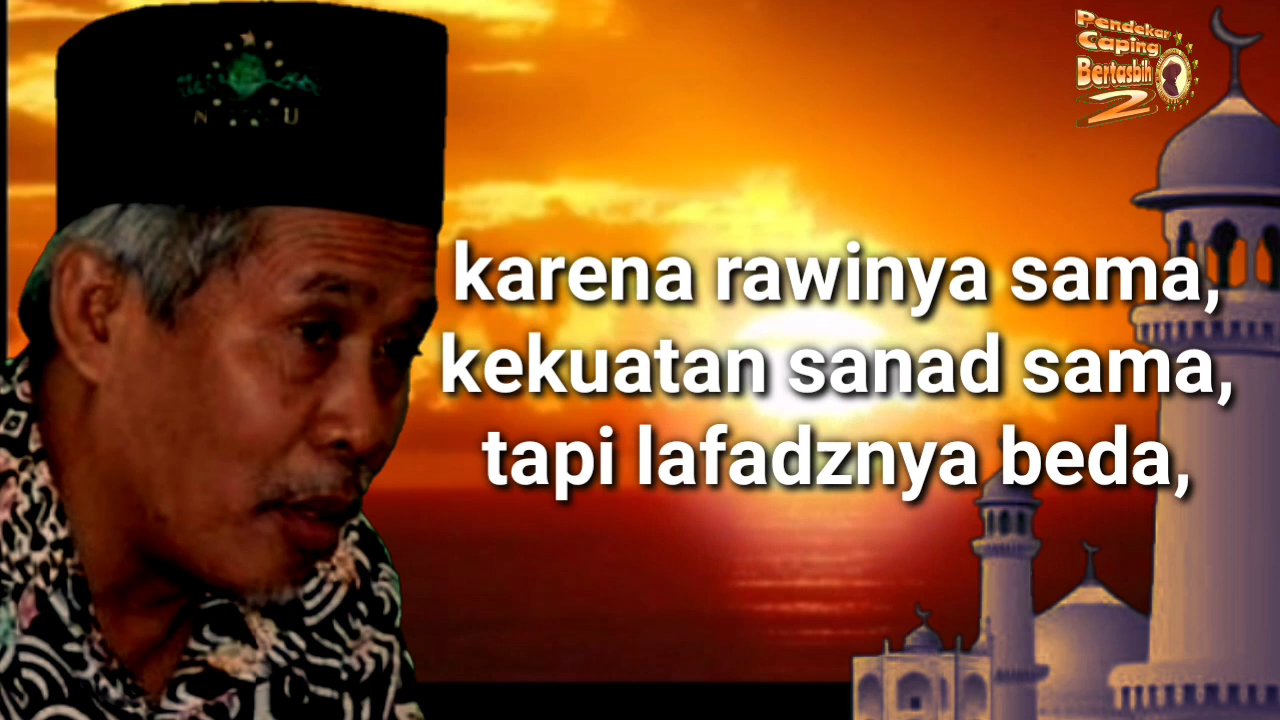 Pendekar
Caping
Bertasbih
2
N U
karena rawinya sama,
kekuatan sanad sama,
tapi lafadznya beda,